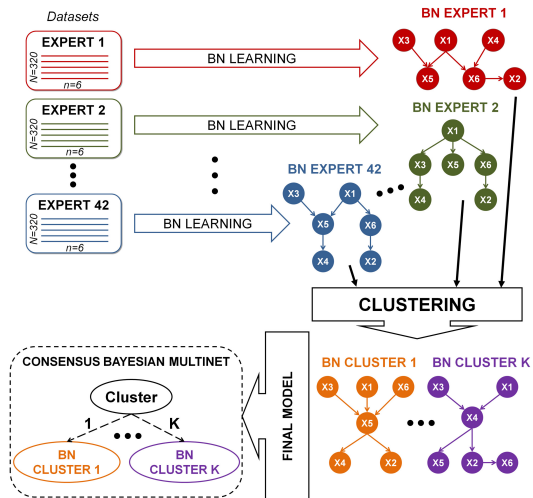 Datasets
EXPERT 1
N=320
n=6
BN LEARNING
BN EXPERT 1
X3
X1
X4
X5
X6
X2
EXPERT 2
N=320
n=6
BN LEARNING
BN EXPERT 2
X1
X3
X5
X6
X4
X2
EXPERT 42
N=320
n=6
BN LEARNING
BN EXPERT 42
X3
X1
X5
X6
X4
X2
CLUSTERING
BN CLUSTER 1
X3
X1
X6
X5
X4
X2
BN CLUSTER K
X3
X1
X4
X5
X2
X6
FINAL MODEL
CONSENSUS BAYESIAN MULTINET
Cluster
1
K
BN
CLUSTER 1
BN
CLUSTER K